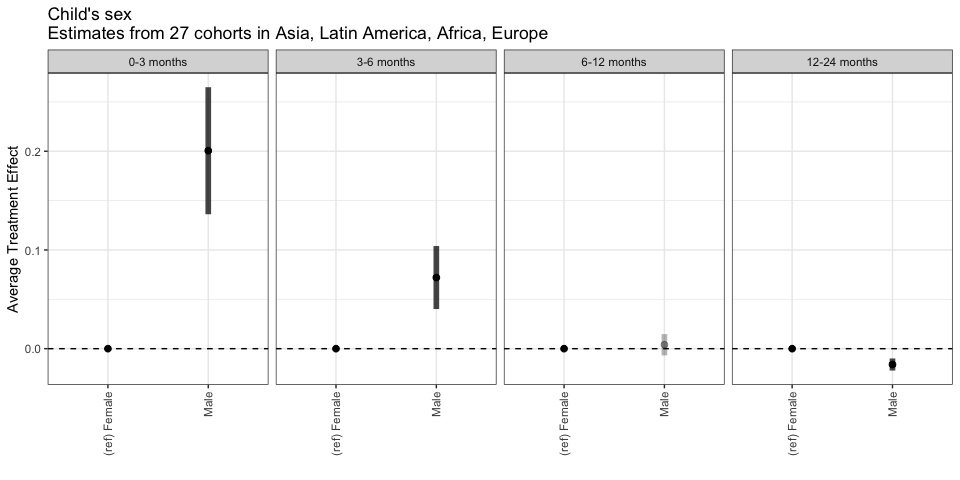 Child's sex
Estimates from 27 cohorts in Asia, Latin America, Africa, Europe
0-3 months
3-6 months
6-12 months
12-24 months
Average Treatment Effect
0.2
0.1
0.0
(ref) Female
Male
(ref) Female
Male
(ref) Female
Male
(ref) Female
Male